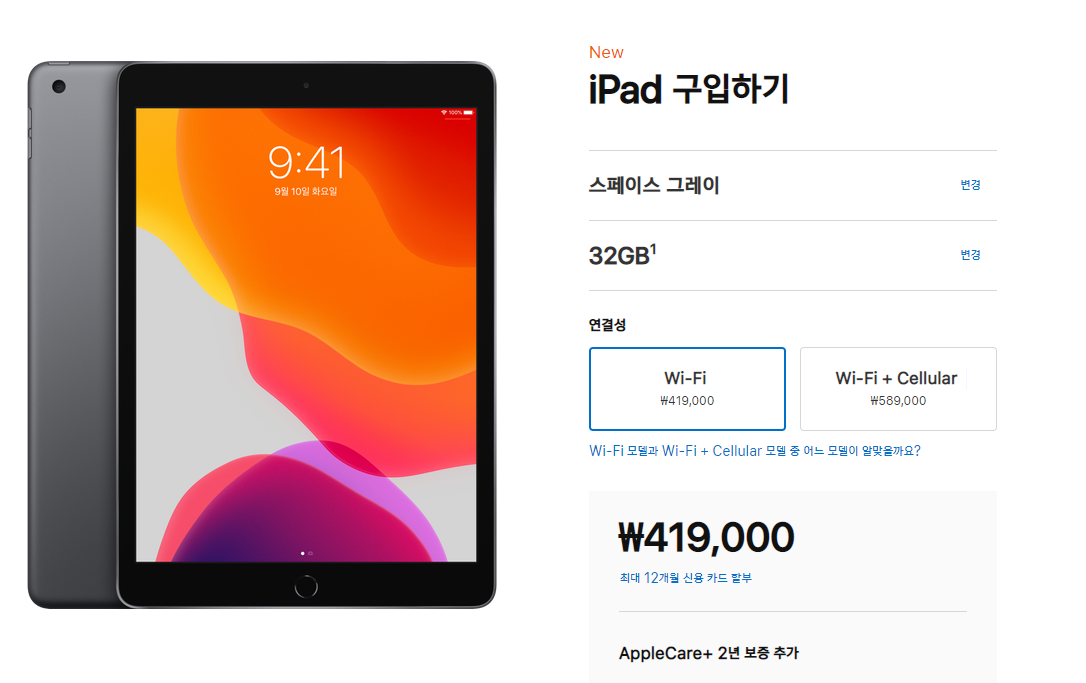 100%
9:41
9월 10일 화요일
New
iPad 구입하기
스페이스 그레이 변경
32GB¹ 변경
연결성
Wi-Fi Wi-Fi + Cellular
₩419,000 ₩589,000
Wi-Fi 모델과 Wi-Fi + Cellular 모델 중 어느 모델이 알맞을까요?
₩419,000
최대 12개월 신용 카드 할부
AppleCare+ 2년 보증 추가